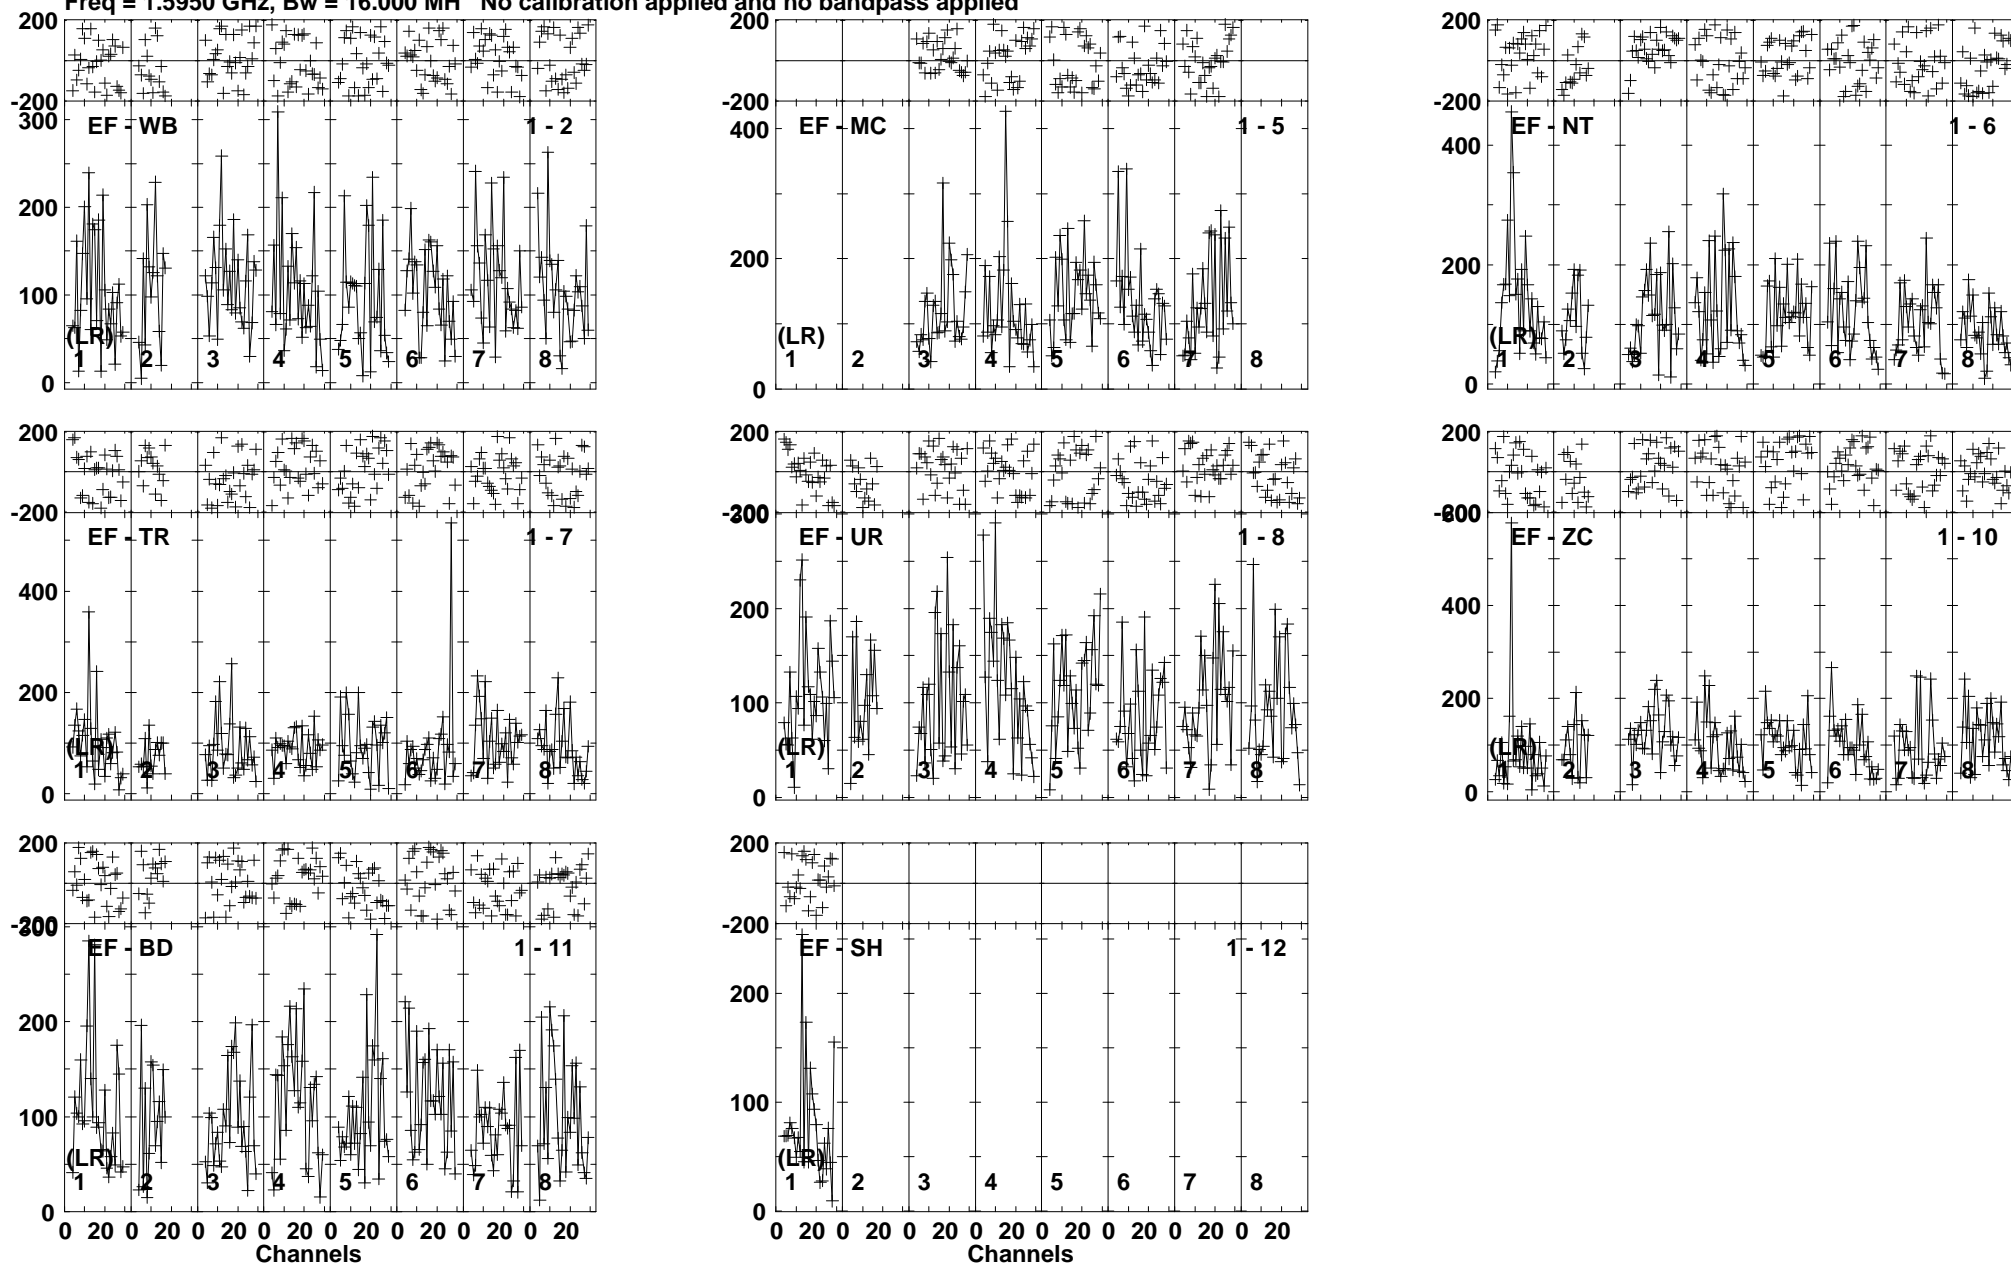 Freq = 1.5950 GHz, Bw = 16.000 MH No calibration applied and no bandpass applied
200 200 200
-200 -200 -200
300 EF - WB 1 - 2 400 EF - MC 1 - 5 400 EF - NT 1 - 6
200 200 200
100
(LR) (LR) (LR)
1 2 3 4 5 6 7 8 1 2 3 4 5 6 7 8 1 2 3 4 5 6 7 8
0 0 0
200 200 200
-200 -200 -200
300 600
EF - TR 1 - 7 EF - UR 1 - 8 EF - ZC 1 - 10
400 200 400
200 100 200
(LR) (LR) (LR)
1 2 3 4 5 6 7 8 1 2 3 4 5 6 7 8 1 2 3 4 5 6 7 8
0 0 0
200 200
-200 -200
300 EF - BD 1 - 11 EF - SH 1 - 12
200 200
100 100
(LR) (LR)
1 2 3 4 5 6 7 8 1 2 3 4 5 6 7 8
0 0
0 20 0 20 0 20 0 20 0 20 0 20 0 20 0 20 0 20 0 20 0 20 0 20 0 20 0 20 0 20 0 20
Channels Channels